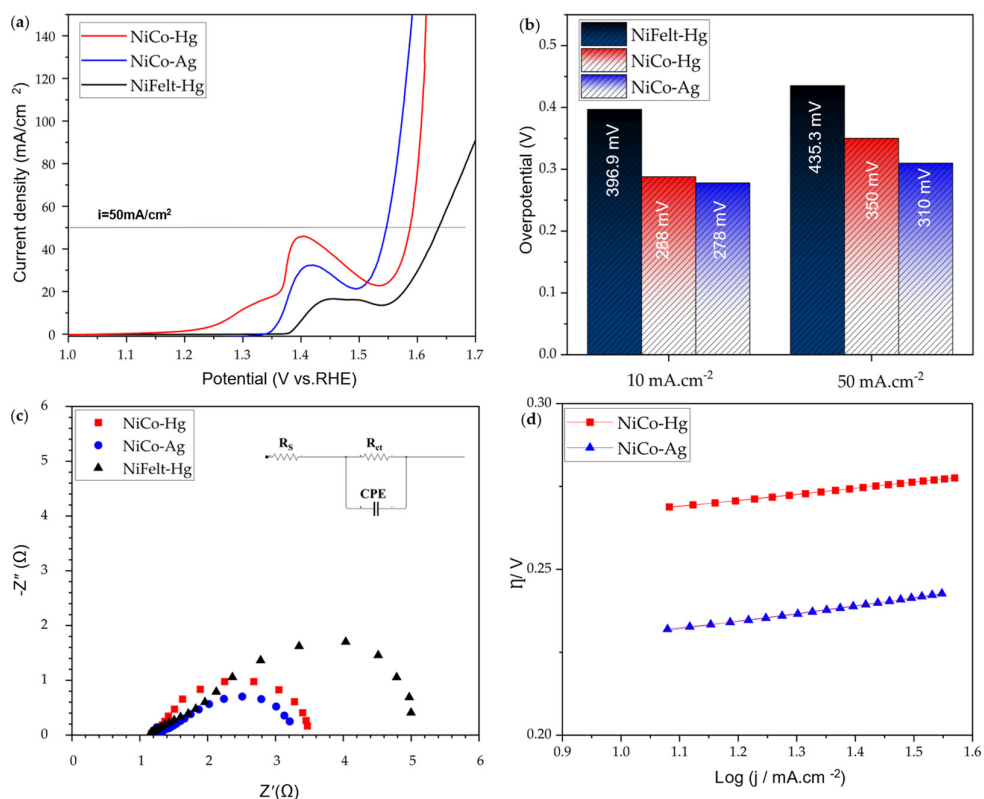 (a)
NiCo-Hg
NiCo-Ag
NiFelt-Hg
i=50mA/cm²
Current density (mA/cm ²)
140
120
100
80
60
40
20
0
1.0 1.1 1.2 1.3 1.4 1.5 1.6 1.7
Potential (V vs.RHE)
(b)
NiFelt-Hg
NiCo-Hg
NiCo-Ag
Overpotential (V)
0.5
0.4
0.3
0.2
0.1
0.0
396.9 mV
288 mV
278 mV
435.3 mV
350 mV
310 mV
10 mA.cm⁻² 50 mA.cm⁻²
(c)
NiCo-Hg
NiCo-Ag
NiFelt-Hg
R_S R_ct
CPE
-Z″ (Ω)
6
5
4
3
2
1
0
0 1 2 3 4 5 6
Z′(Ω)
(d)
NiCo-Hg
NiCo-Ag
η/ V
0.30
0.25
0.20
0.9 1.0 1.1 1.2 1.3 1.4 1.5 1.6
Log (j / mA.cm ⁻²)